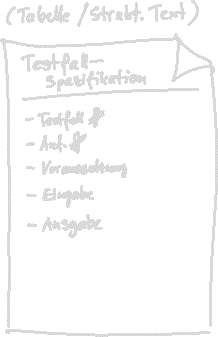 (Tabelle / Strukt. Text)
Testfall-
Spezifikation
- Testfall #
- Anf. #
- Voraussetzung
- Eingabe
- Ausgabe